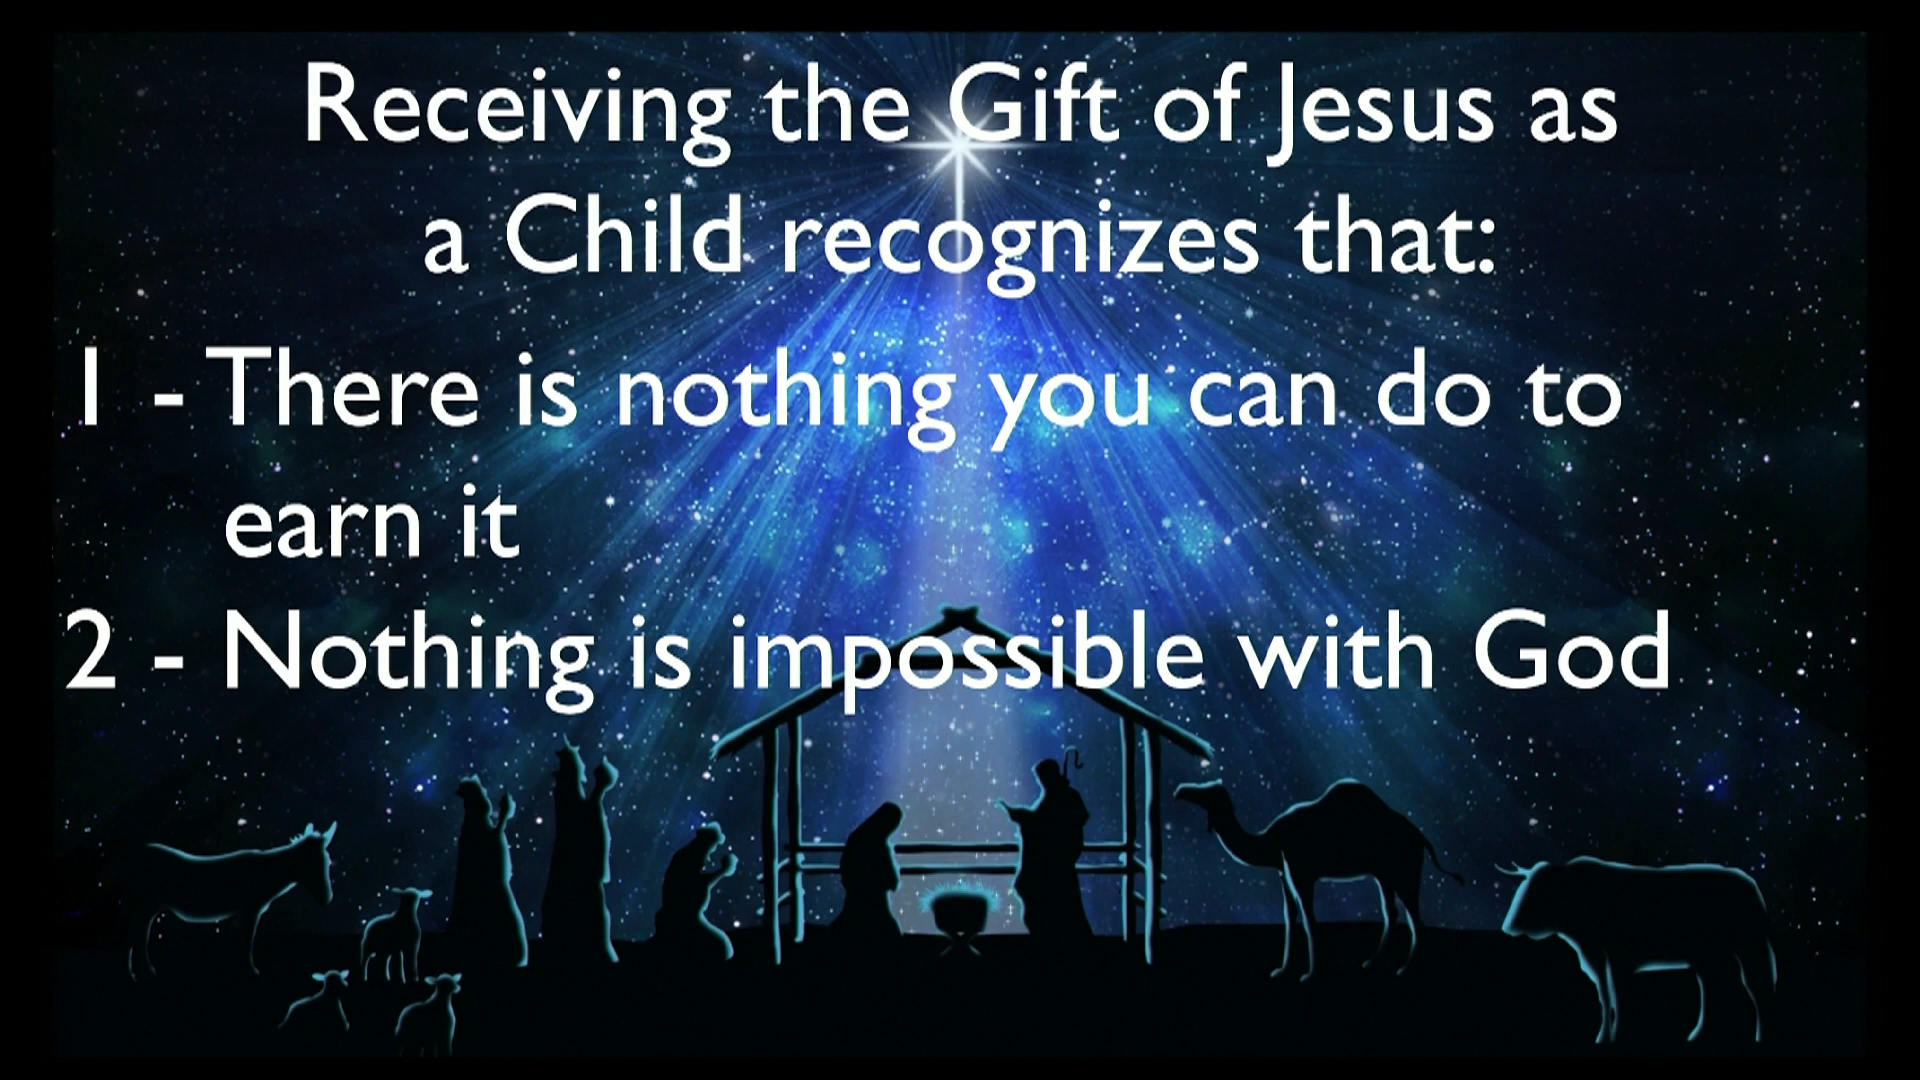 Receiving the Gift of Jesus as
a Child recognizes that:
1 - There is nothing you can do to
earn it
2 - Nothing is impossible with God